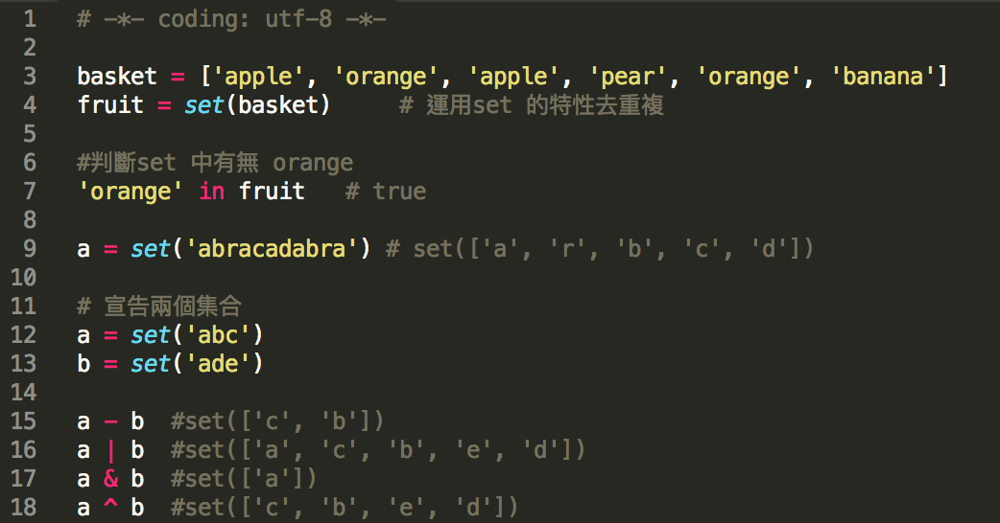 1 # -*- coding: utf-8 -*-
2
3 basket = ['apple', 'orange', 'apple', 'pear', 'orange', 'banana']
4 fruit = set(basket)     # 運用set 的特性去重複
5
6 #判斷set 中有無 orange
7 'orange' in fruit   # true
8
9 a = set('abracadabra') # set(['a', 'r', 'b', 'c', 'd'])
10
11 # 宣告兩個集合
12 a = set('abc')
13 b = set('ade')
14
15 a - b  #set(['c', 'b'])
16 a | b  #set(['a', 'c', 'b', 'e', 'd'])
17 a & b  #set(['a'])
18 a ^ b  #set(['c', 'b', 'e', 'd'])